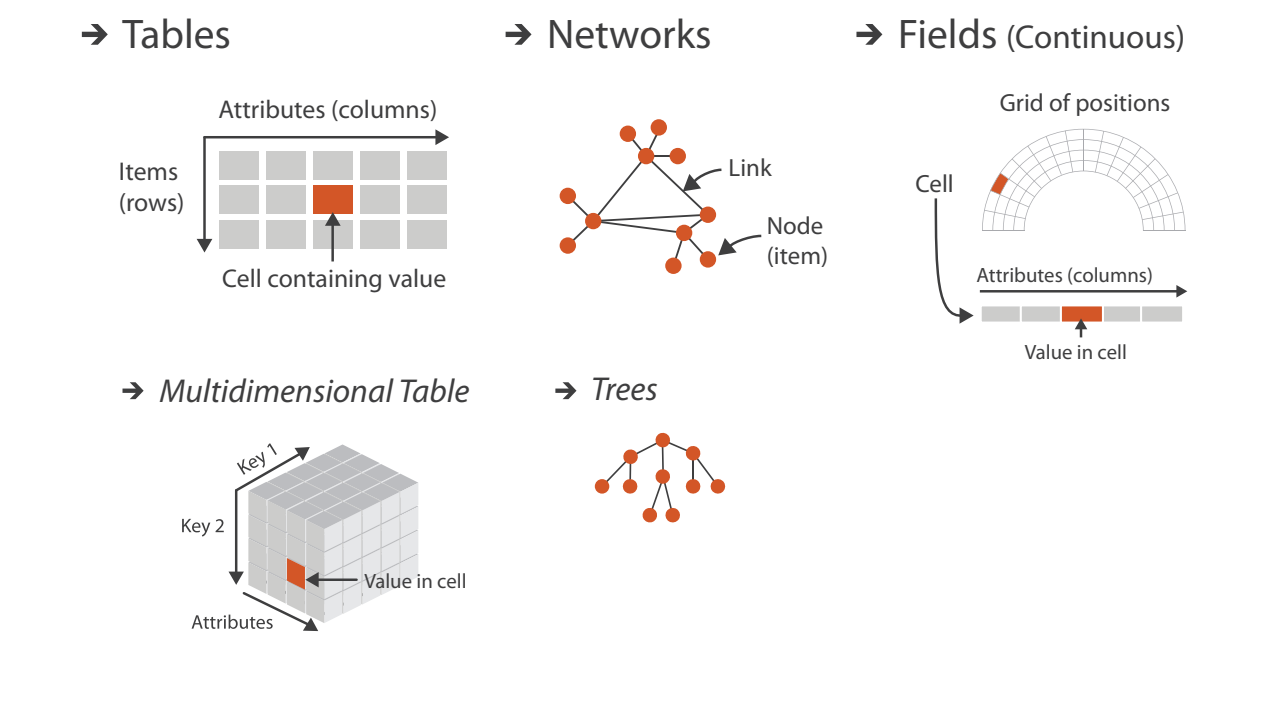 ➔ Tables
Attributes (columns)
Items
(rows)
Cell containing value
➔ Networks
Link
Node
(item)
➔ Fields (Continuous)
Grid of positions
Cell
Attributes (columns)
Value in cell
➔ Multidimensional Table
Key 1
Key 2
Value in cell
Attributes
➔ Trees